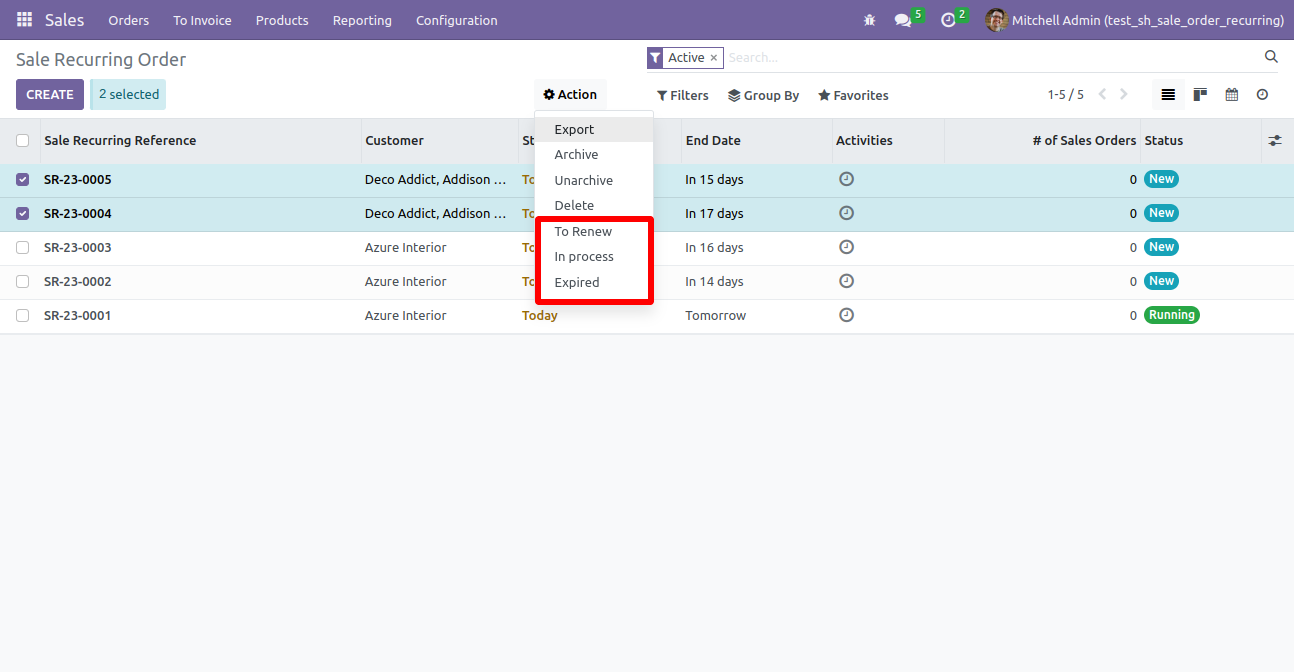 Sales Orders To Invoice Products Reporting Configuration 5 2 Mitchell Admin (test_sh_sale_order_recurring)
Sale Recurring Order Active × Search...
CREATE 2 selected Action Filters Group By Favorites 1-5 / 5
Sale Recurring Reference Customer St End Date Activities # of Sales Orders Status
SR-23-0005 Deco Addict, Addison ... To In 15 days 0 New
SR-23-0004 Deco Addict, Addison ... To In 17 days 0 New
SR-23-0003 Azure Interior To In 16 days 0 New
SR-23-0002 Azure Interior To In 14 days 0 New
SR-23-0001 Azure Interior Today Tomorrow 0 Running
Export
Archive
Unarchive
Delete
To Renew
In process
Expired